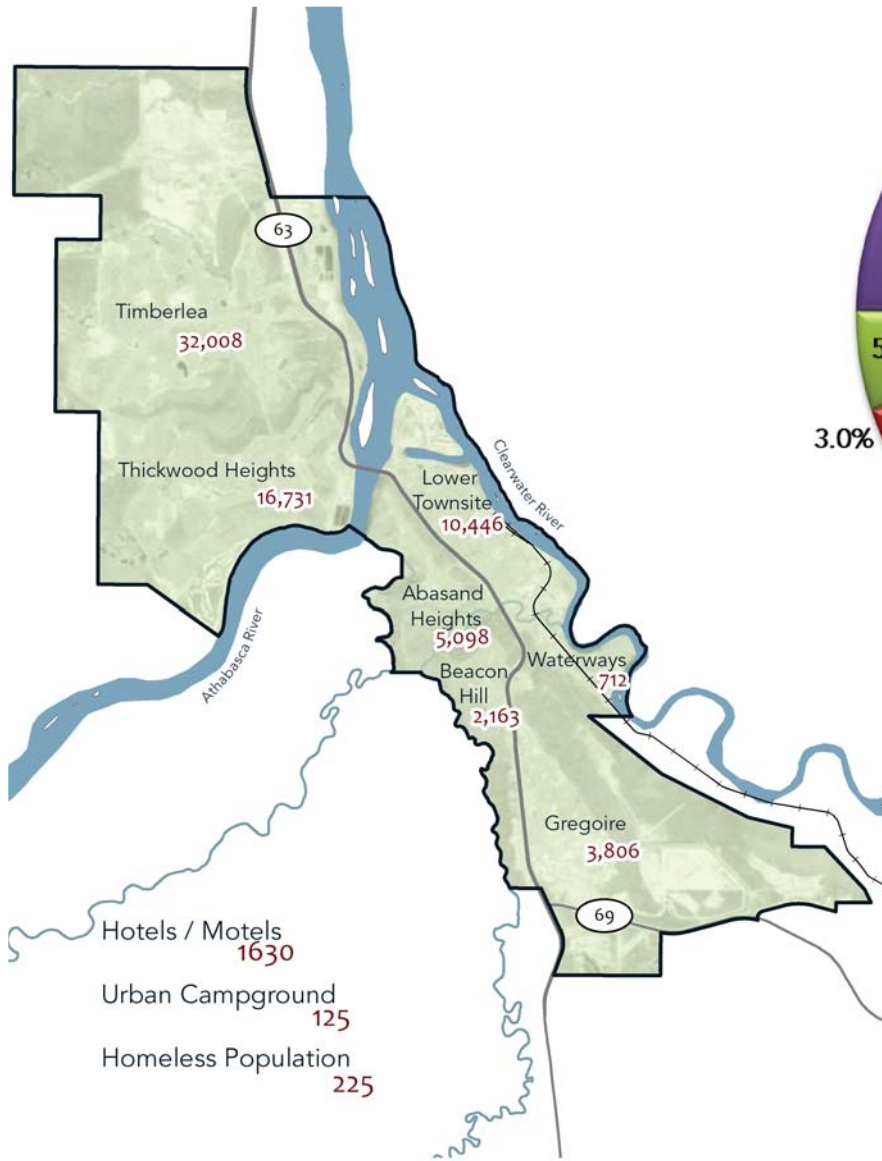 63
Timberlea
32,008
5
3.0%
Thickwood Heights
16,731
Clearwater River
Lower
Townsite
10,446
Abasand
Heights
5,098
Athabasca River
Waterways
712
Beacon
Hill
2,163
Gregoire
3,806
69
Hotels / Motels
1630
Urban Campground
125
Homeless Population
225